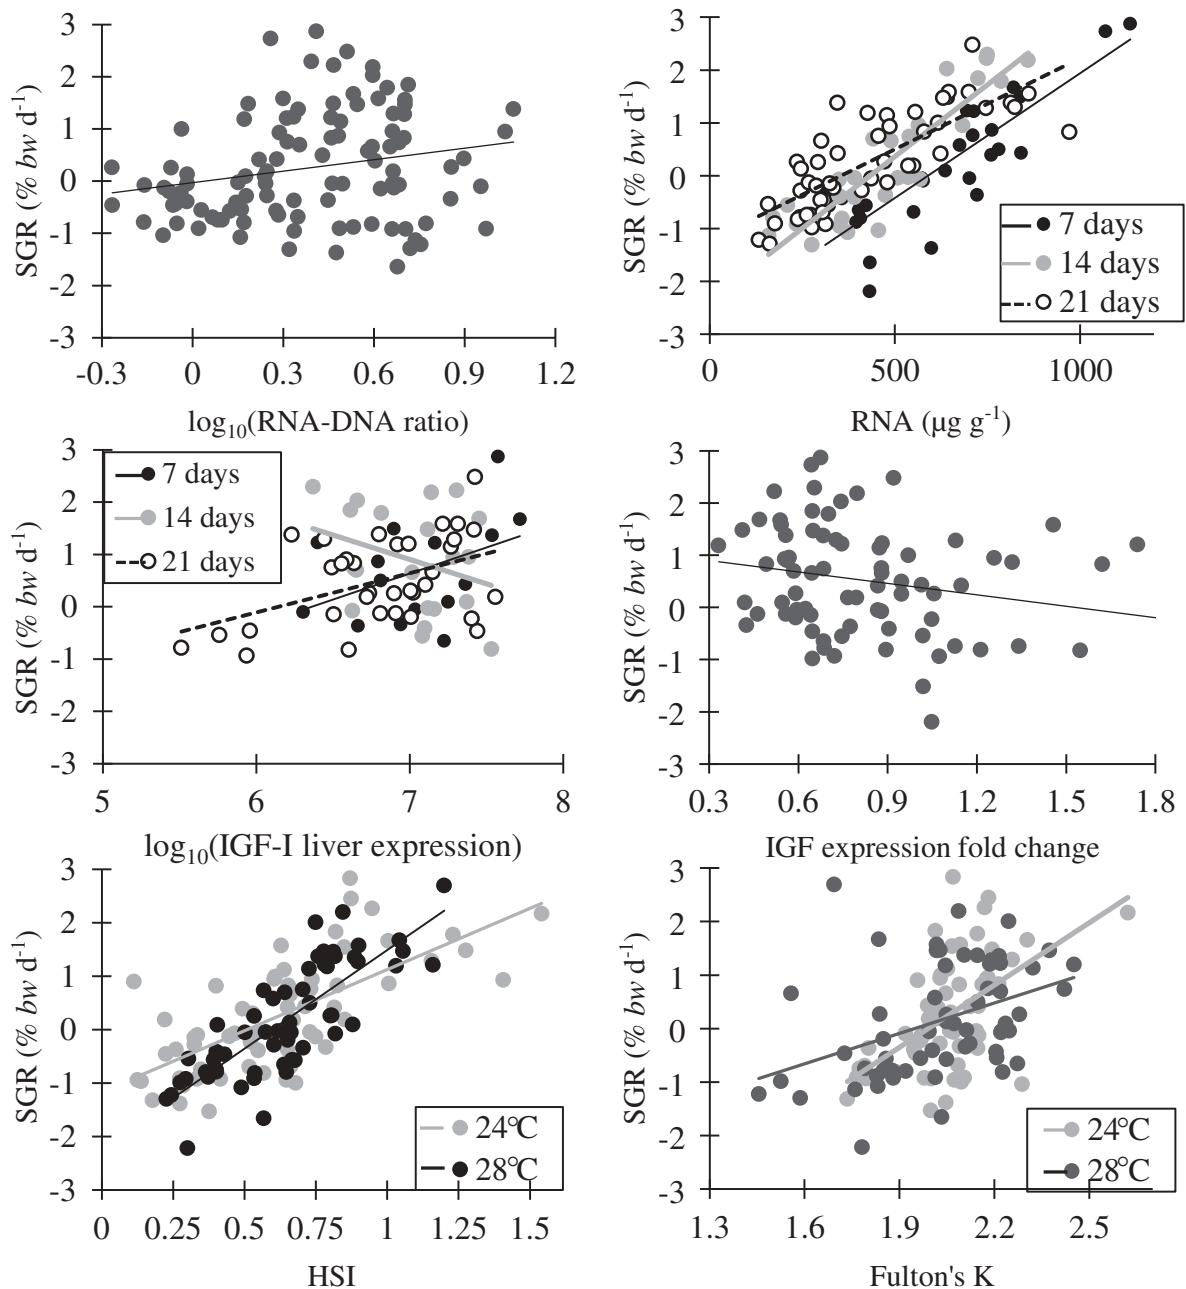 3
2
1
0
-1
-2
-3
SGR (% bw d-1)
-0.3 0 0.3 0.6 0.9 1.2
log10(RNA-DNA ratio)
3
2
1
0
-1
-2
-3
SGR (% bw d-1)
7 days
14 days
21 days
0 500 1000
RNA (µg g-1)
3
2
1
0
-1
-2
-3
SGR (% bw d-1)
7 days
14 days
21 days
5 6 7 8
log10(IGF-I liver expression)
3
2
1
0
-1
-2
-3
SGR (% bw d-1)
0.3 0.6 0.9 1.2 1.5 1.8
IGF expression fold change
3
2
1
0
-1
-2
-3
SGR (% bw d-1)
24°C
28°C
0 0.25 0.5 0.75 1 1.25 1.5
HSI
3
2
1
0
-1
-2
-3
SGR (% bw d-1)
24°C
28°C
1.3 1.6 1.9 2.2 2.5
Fulton's K